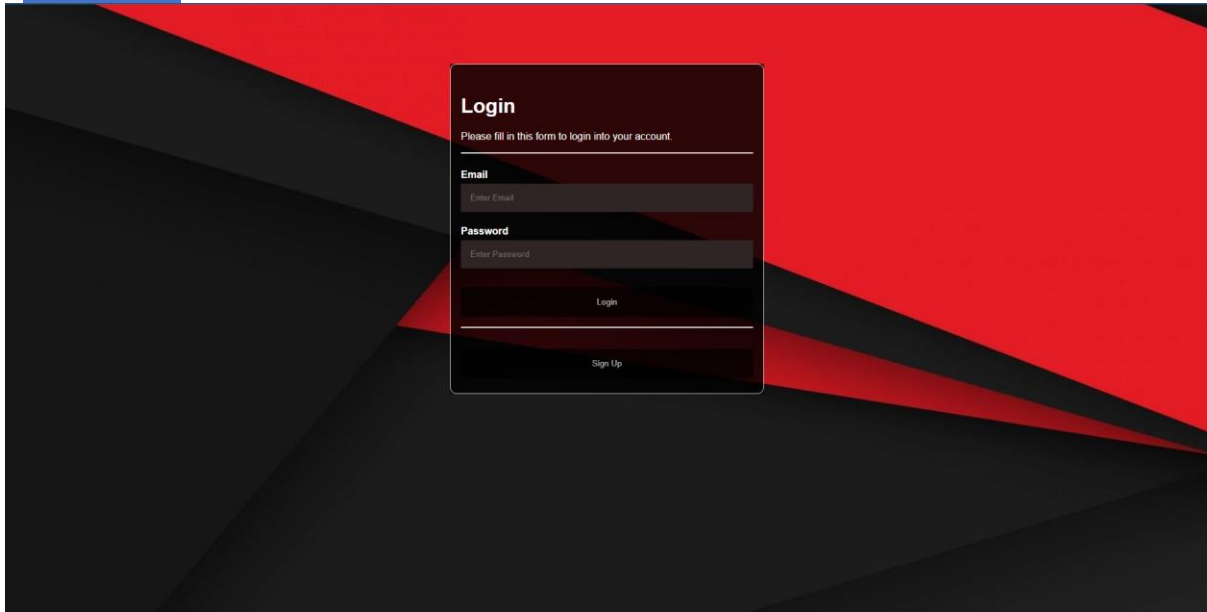 Login
Please fill in this form to login into your account.
Email
Enter Email
Password
Enter Password
Login
Sign Up